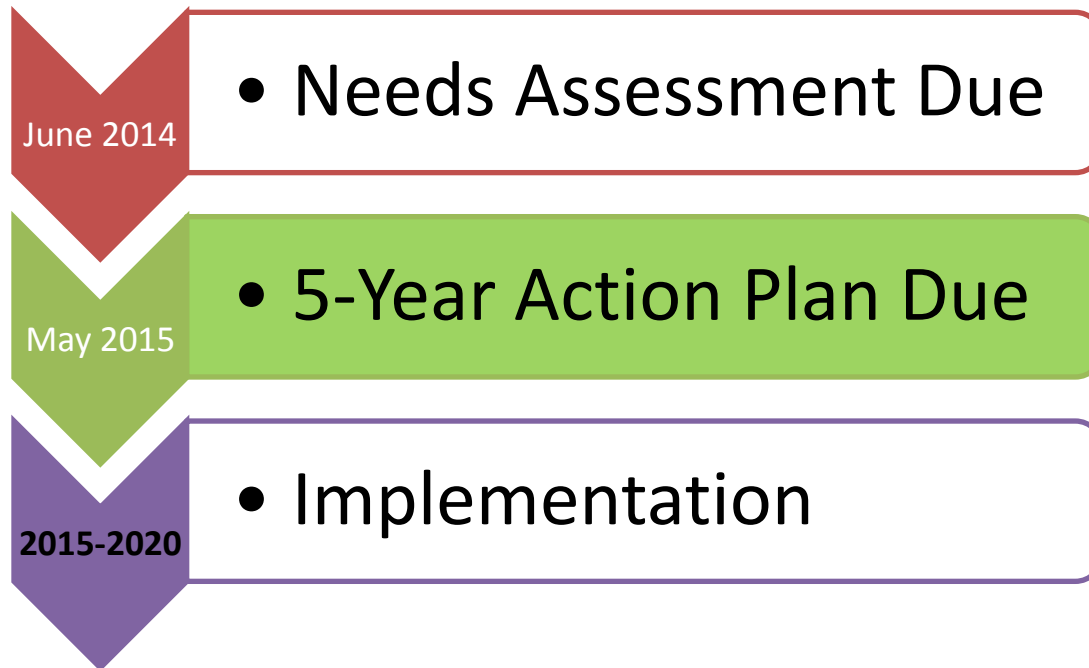 June 2014
• Needs Assessment Due
May 2015
• 5-Year Action Plan Due
2015-2020
• Implementation